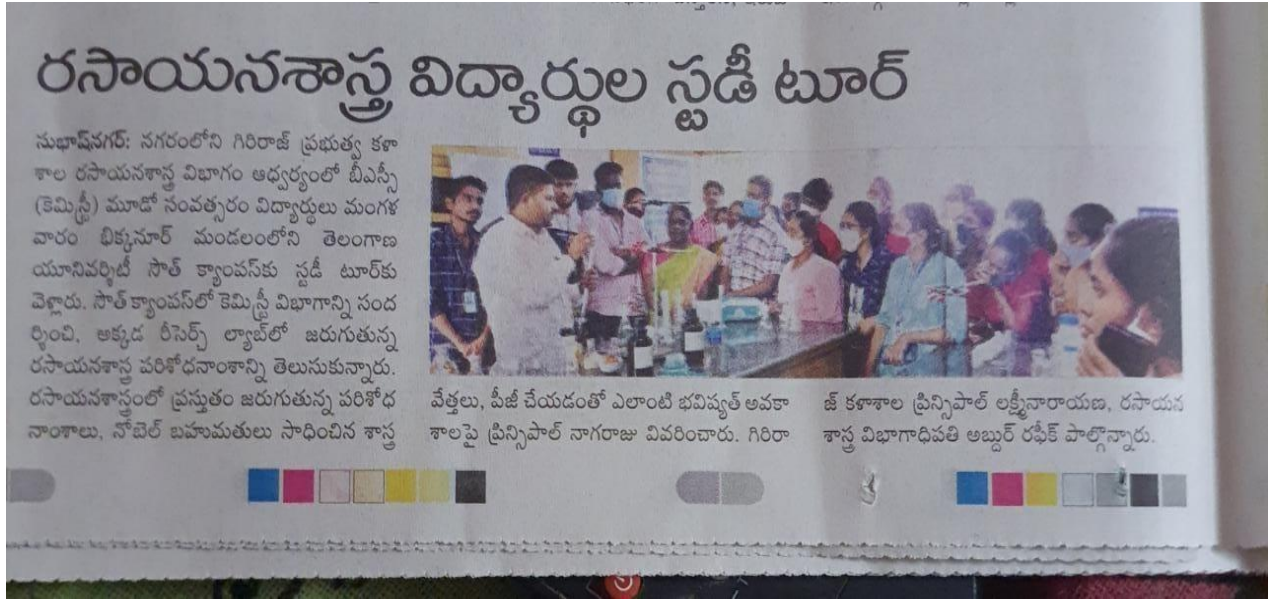 రసాయనశాస్త్ర విద్యార్థుల స్టడీ టూర్
సుభాష్‌నగర్: నగరంలోని గిరిరాజ్ ప్రభుత్వ కళా
శాల రసాయనశాస్త్ర విభాగం ఆధ్వర్యంలో బీఎస్సీ
(కెమిస్ట్రీ) మూడో సంవత్సరం విద్యార్థులు మంగళ
వారం భిక్కనూర్ మండలంలోని తెలంగాణ
యూనివర్శిటీ సౌత్ క్యాంపస్‌కు స్టడీ టూర్‌కు
వెళ్లారు. సౌత్ క్యాంపస్‌లో కెమిస్ట్రీ విభాగాన్ని సంద
ర్శించి, అక్కడ రీసెర్చ్ ల్యాబ్‌లో జరుగుతున్న
రసాయనశాస్త్ర పరిశోధనాంశాన్ని తెలుసుకున్నారు.
రసాయనశాస్త్రంలో ప్రస్తుతం జరుగుతున్న పరిశోధ
నాంశాలు, నోబెల్ బహుమతులు సాధించిన శాస్త్ర
వేత్తలు, పీజీ చేయడంతో ఎలాంటి భవిష్యత్ అవకా
శాలపై ప్రిన్సిపాల్ నాగరాజు వివరించారు. గిరిరా
జ్ కళాశాల ప్రిన్సిపాల్ లక్ష్మీనారాయణ, రసాయన
శాస్త్ర విభాగాధిపతి అబ్దుర్ రఫీక్ పాల్గొన్నారు.